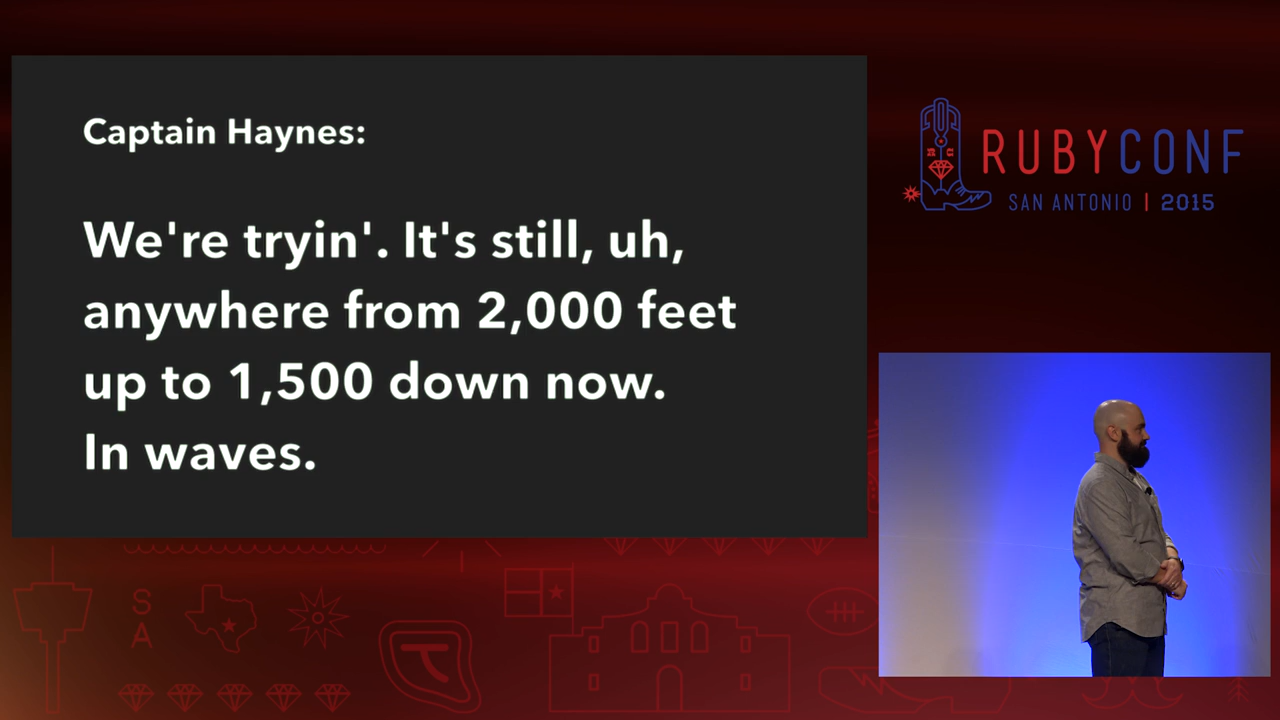 Captain Haynes:
We're tryin'. It's still, uh,
anywhere from 2,000 feet
up to 1,500 down now.
In waves.
RUBYCONF
SAN ANTONIO | 2015
S
A